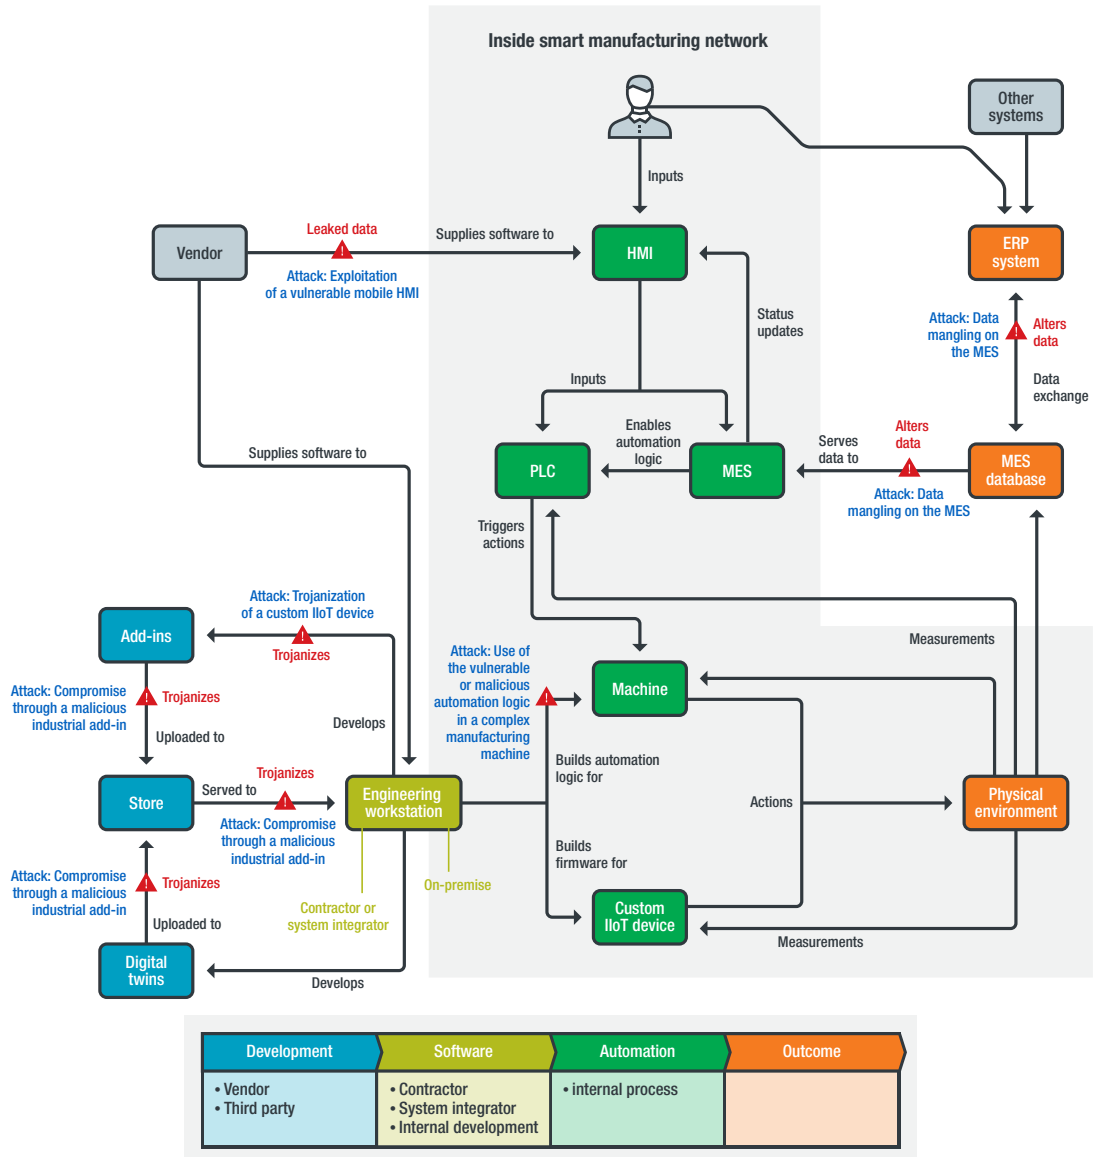 Inside smart manufacturing network
Other
systems
Inputs
Leaked data
Supplies software to
Vendor
HMI
ERP
system
Attack: Exploitation
of a vulnerable mobile HMI
Status
updates
Attack: Data
mangling on
the MES
Alters
data
Inputs
Data
exchange
Enables
automation
logic
Serves
data to
Alters
data
Supplies software to
PLC
MES
MES
database
Attack: Data
mangling on the MES
Triggers
actions
Attack: Trojanization
of a custom IIoT device
Add-ins
Trojanizes
Measurements
Attack: Use of
the vulnerable
or malicious
automation logic
in a complex
manufacturing
machine
Machine
Attack: Compromise
through a malicious
industrial add-in
Trojanizes
Uploaded to
Develops
Builds automation
logic for
Trojanizes
Store
Served to
Engineering
workstation
Actions
Physical
environment
Attack: Compromise
through a malicious
industrial add-in
Builds
firmware for
Attack: Compromise
through a malicious
industrial add-in
Trojanizes
On-premise
Contractor or
system integrator
Uploaded to
Custom
IIoT device
Measurements
Digital
twins
Develops
Development
Software
Automation
Outcome
• Vendor
• Third party
• Contractor
• System integrator
• Internal development
• internal process